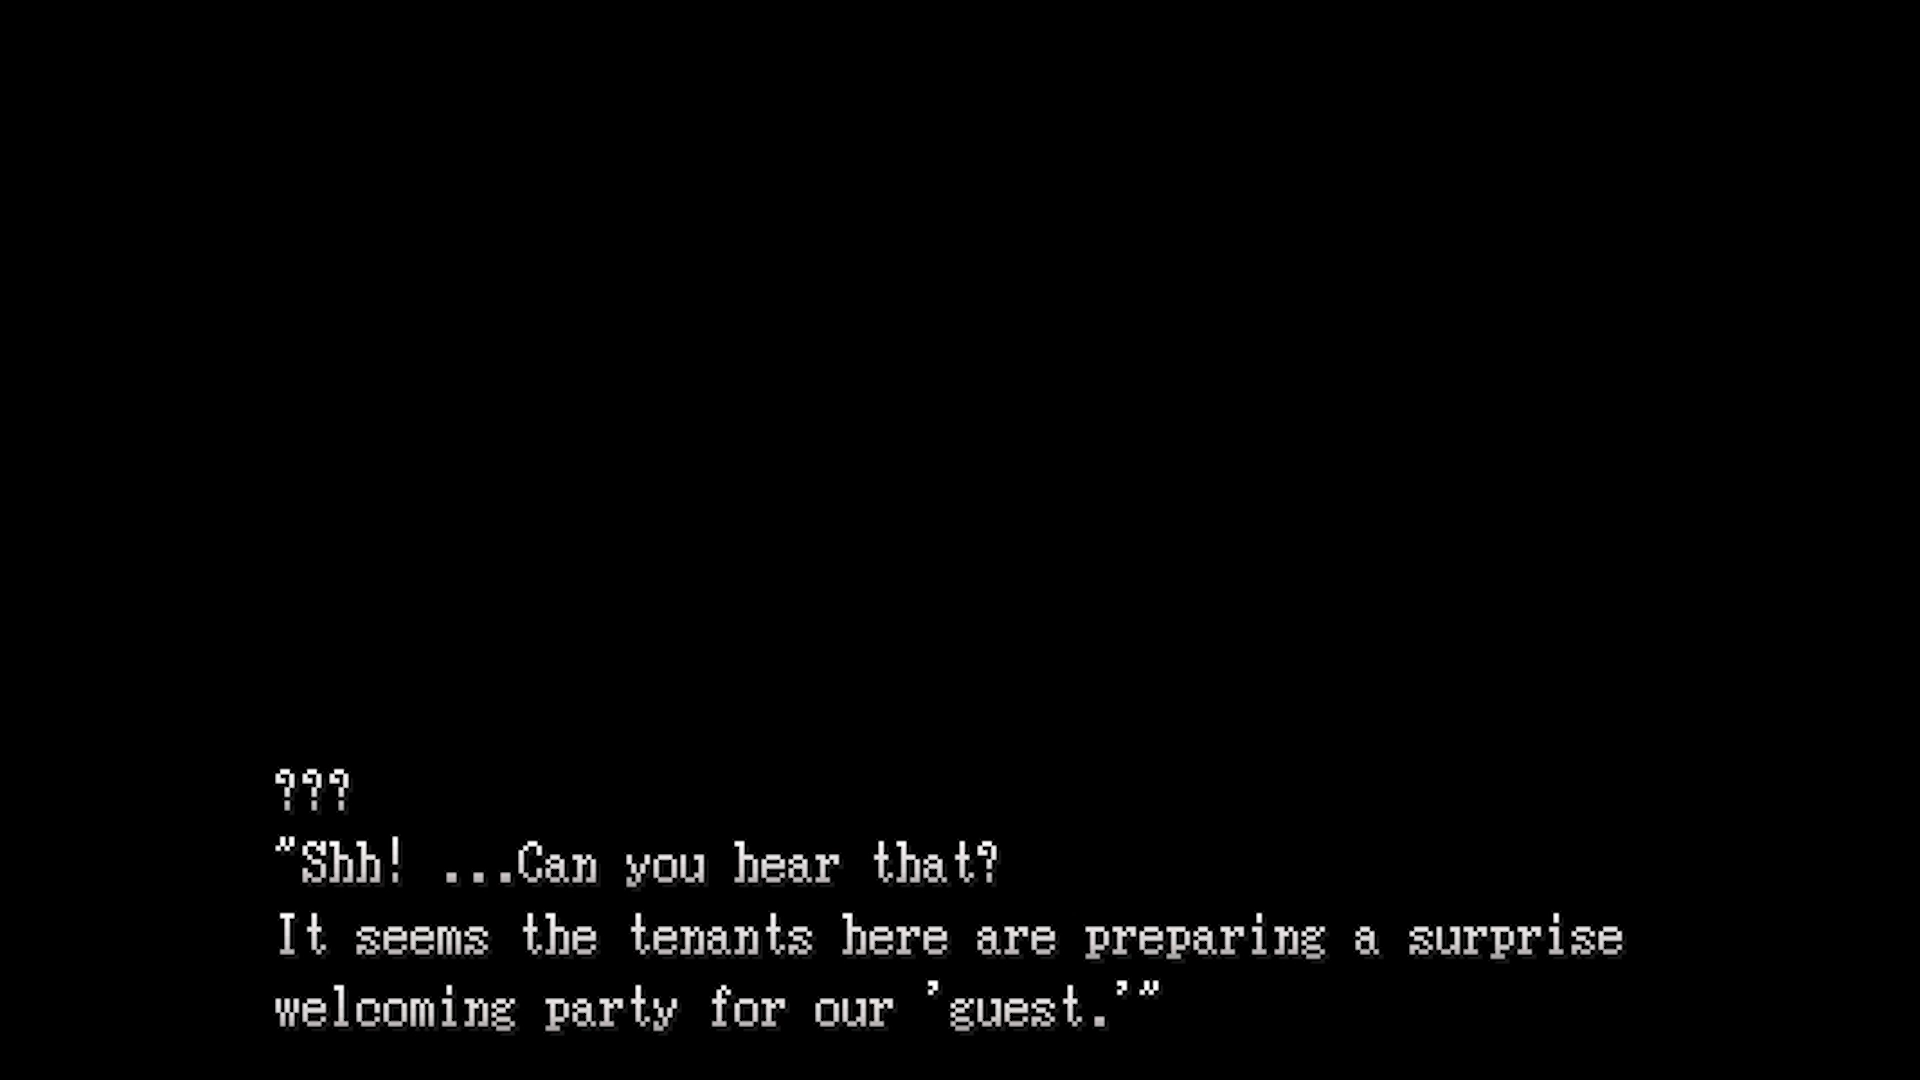 ???
"Shh! ...Can you hear that?
It seems the tenants here are preparing a surprise
welcoming party for our 'guest.'"